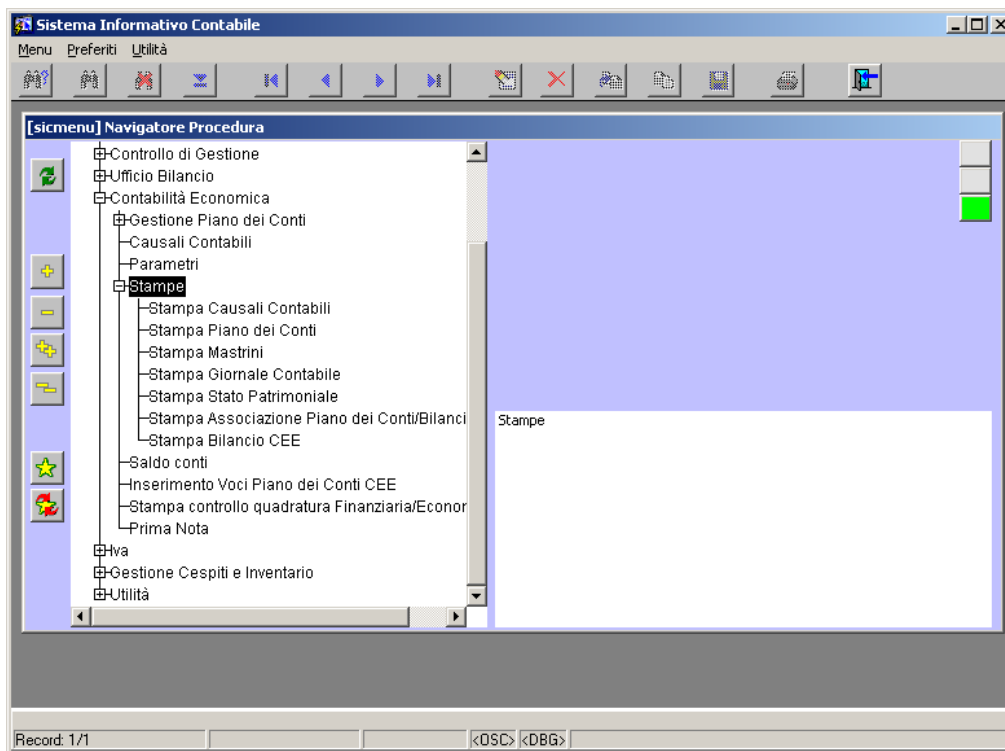 Sistema Informativo Contabile
Menu Preferiti Utilità
[sicmenu] Navigatore Procedura
Controllo di Gestione
Ufficio Bilancio
Contabilità Economica
Gestione Piano dei Conti
Causali Contabili
Parametri
Stampe
Stampa Causali Contabili
Stampa Piano dei Conti
Stampa Mastrini
Stampa Giornale Contabile
Stampa Stato Patrimoniale
Stampa Associazione Piano dei Conti/Bilanci
Stampa Bilancio CEE
Saldo conti
Inserimento Voci Piano dei Conti CEE
Stampa controllo quadratura Finanziaria/Econor
Prima Nota
Iva
Gestione Cespiti e Inventario
Utilità
Stampe
Record: 1/1 <OSC> <DBG>